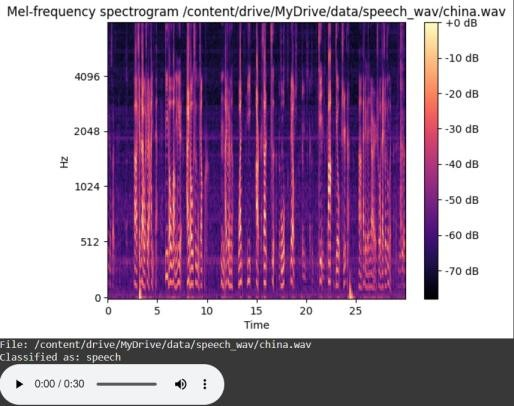 Mel-frequency spectrogram /content/drive/MyDrive/data/speech_wav/china.wav
+0 dB
-10 dB
-20 dB
-30 dB
-40 dB
-50 dB
-60 dB
-70 dB
4096
2048
1024
512
0
Hz
0 5 10 15 20 25
Time
File: /content/drive/MyDrive/data/speech_wav/china.wav
Classified as: speech
0:00 / 0:30